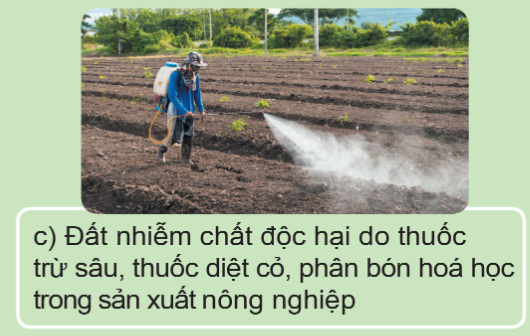 c) Đất nhiễm chất độc hại do thuốc
trừ sâu, thuốc diệt cỏ, phân bón hoá học
trong sản xuất nông nghiệp